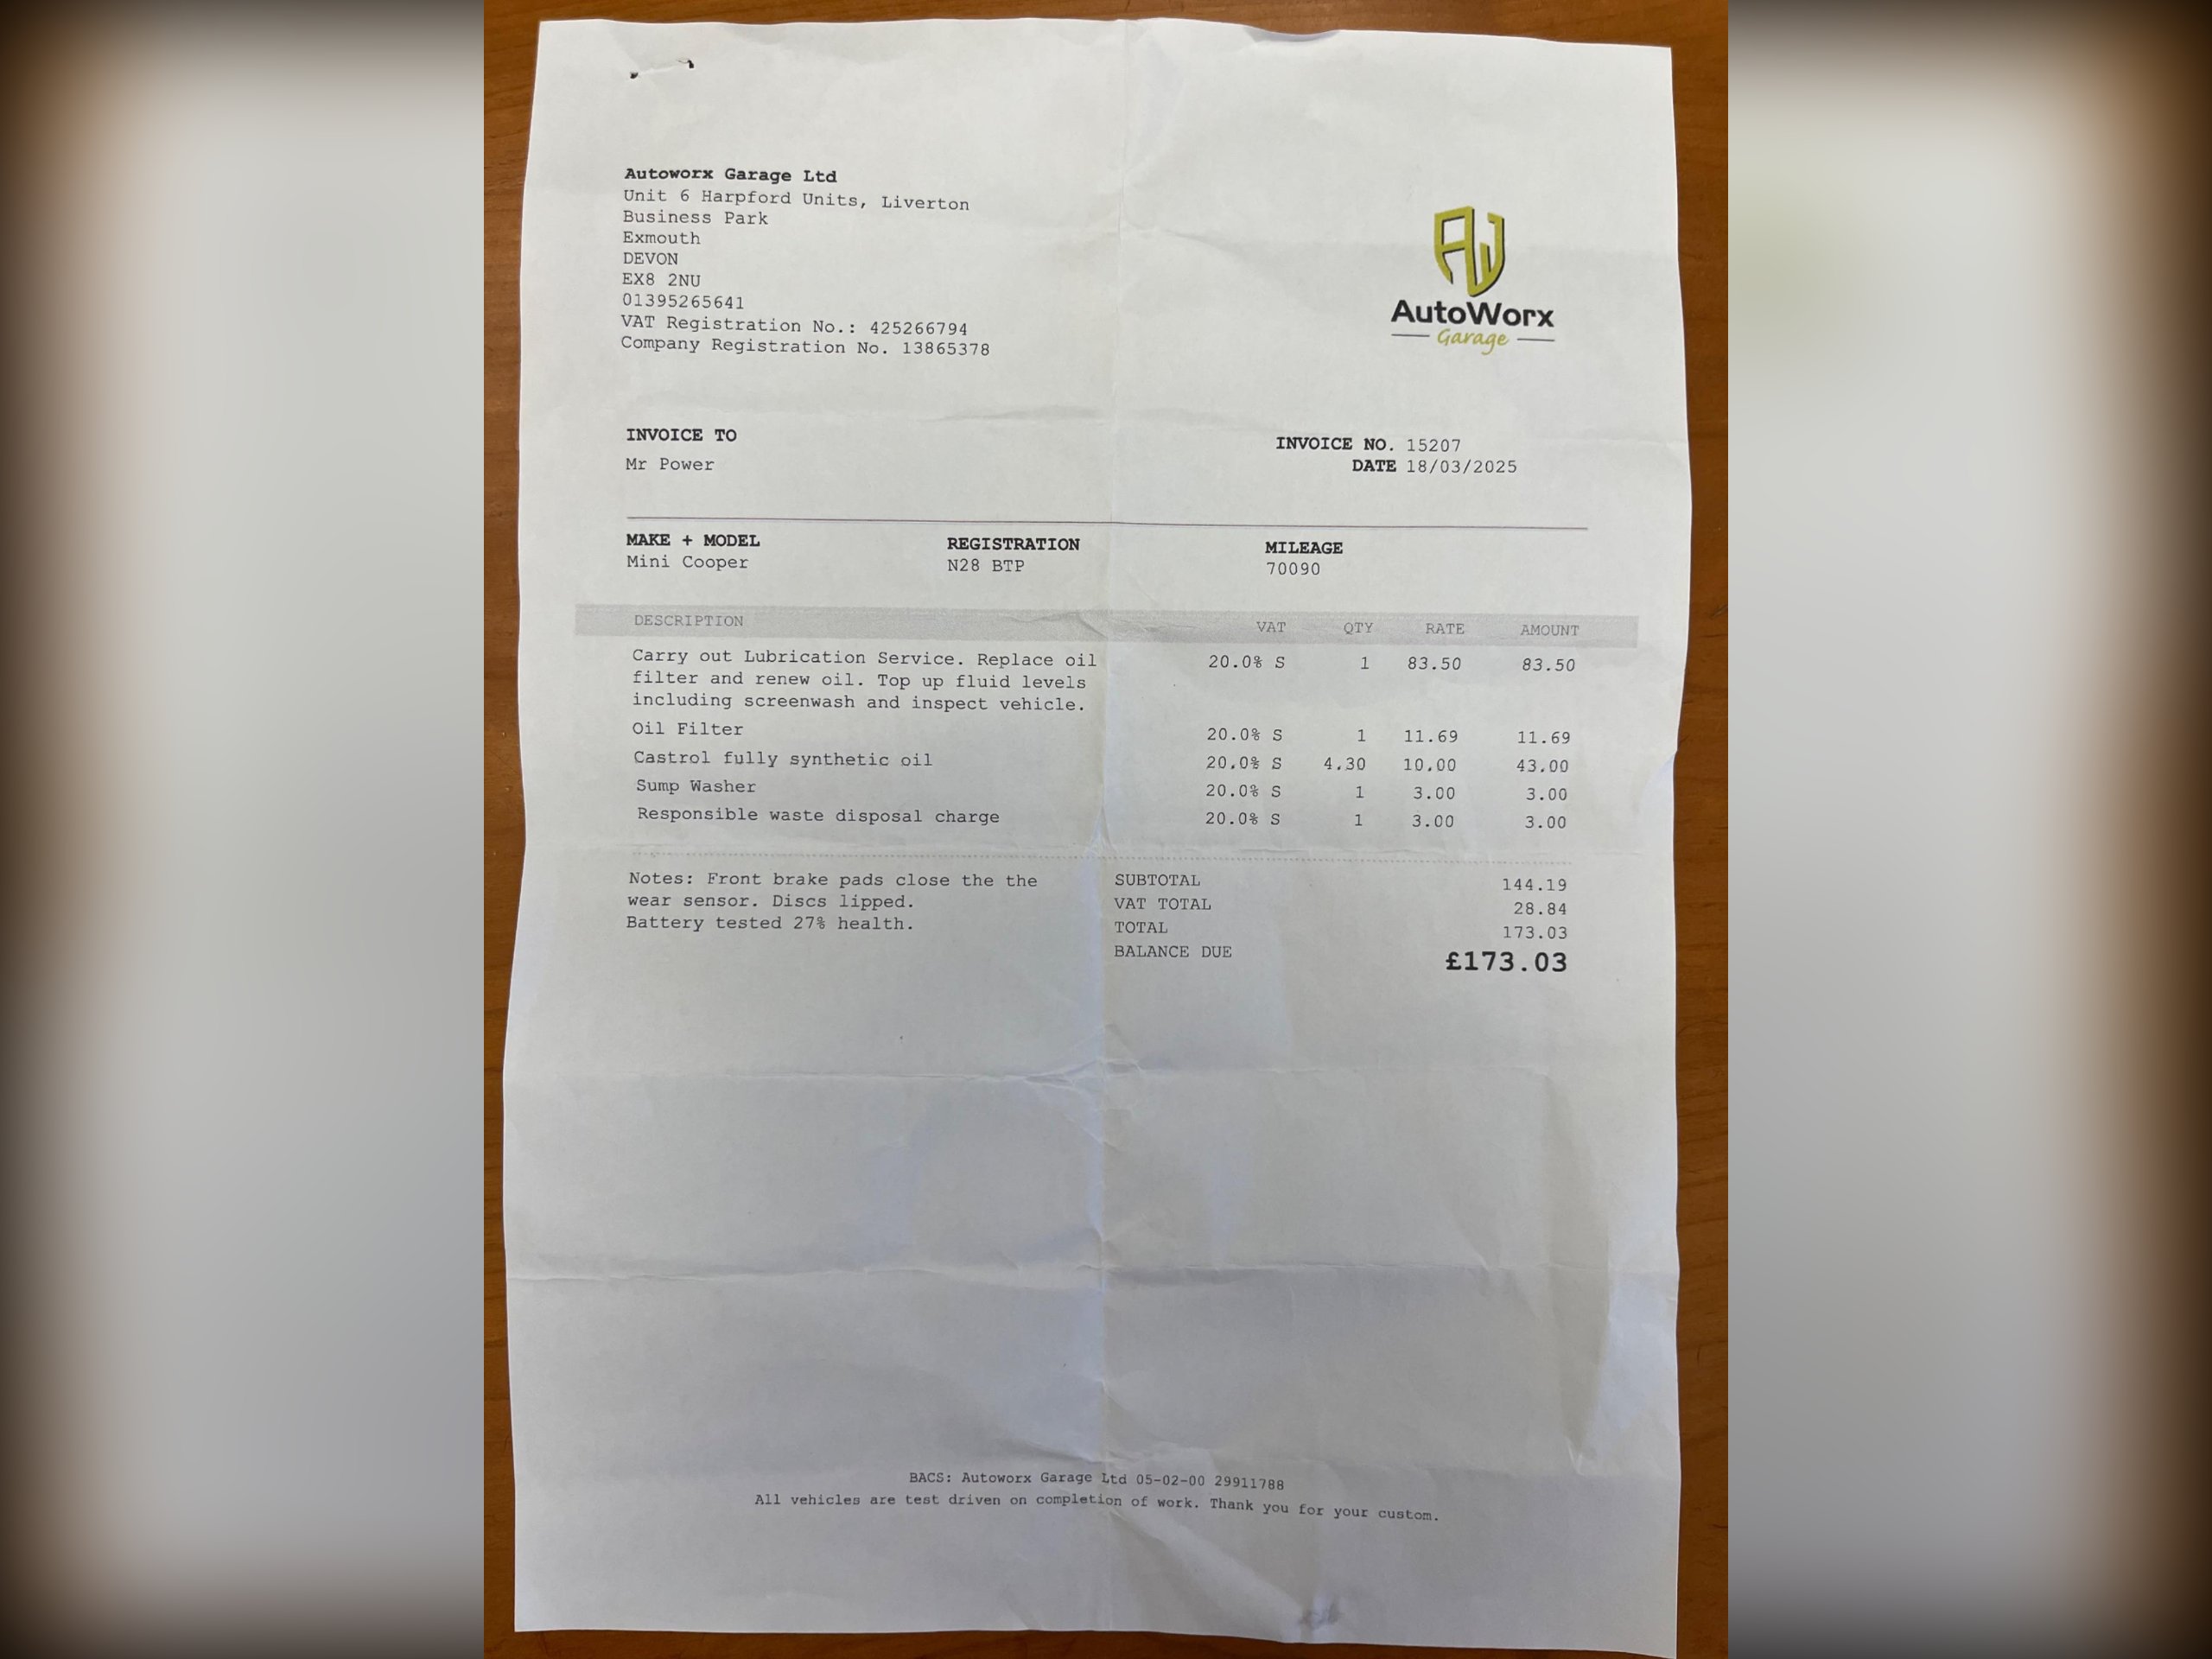 Autoworx Garage Ltd
Unit 6 Harpford Units, Liverton
Business Park
Exmouth
DEVON
EX8 2NU
01395265641
VAT Registration No.: 425266794
Company Registration No. 13865378
AW
AutoWorx
Garage
INVOICE TO
Mr Power
INVOICE NO. 15207
DATE 18/03/2025
MAKE + MODEL REGISTRATION MILEAGE
Mini Cooper N28 BTP 70090
DESCRIPTION VAT QTY RATE AMOUNT
Carry out Lubrication Service. Replace oil 20.0% S 1 83.50 83.50
filter and renew oil. Top up fluid levels
including screenwash and inspect vehicle.
Oil Filter 20.0% S 1 11.69 11.69
Castrol fully synthetic oil 20.0% S 4.30 10.00 43.00
Sump Washer 20.0% S 1 3.00 3.00
Responsible waste disposal charge 20.0% S 1 3.00 3.00
Notes: Front brake pads close the the
wear sensor. Discs lipped.
Battery tested 27% health.
SUBTOTAL 144.19
VAT TOTAL 28.84
TOTAL 173.03
BALANCE DUE £173.03
BACS: Autoworx Garage Ltd 05-02-00 29911788
All vehicles are test driven on completion of work. Thank you for your custom.